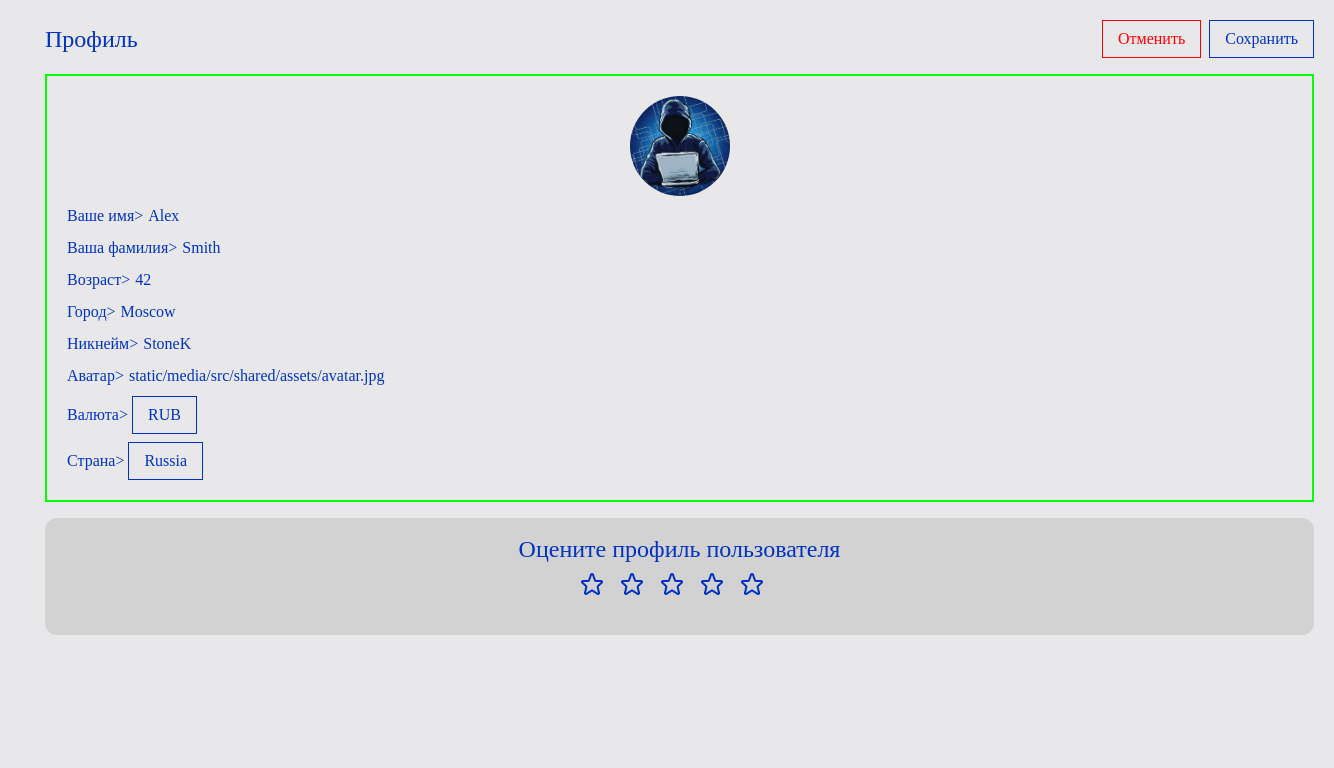 Профиль
Отменить
Сохранить
Ваше имя> Alex
Ваша фамилия> Smith
Возраст> 42
Город> Moscow
Никнейм> StoneK
Аватар> static/media/src/shared/assets/avatar.jpg
Валюта> RUB
Страна> Russia
Оцените профиль пользователя